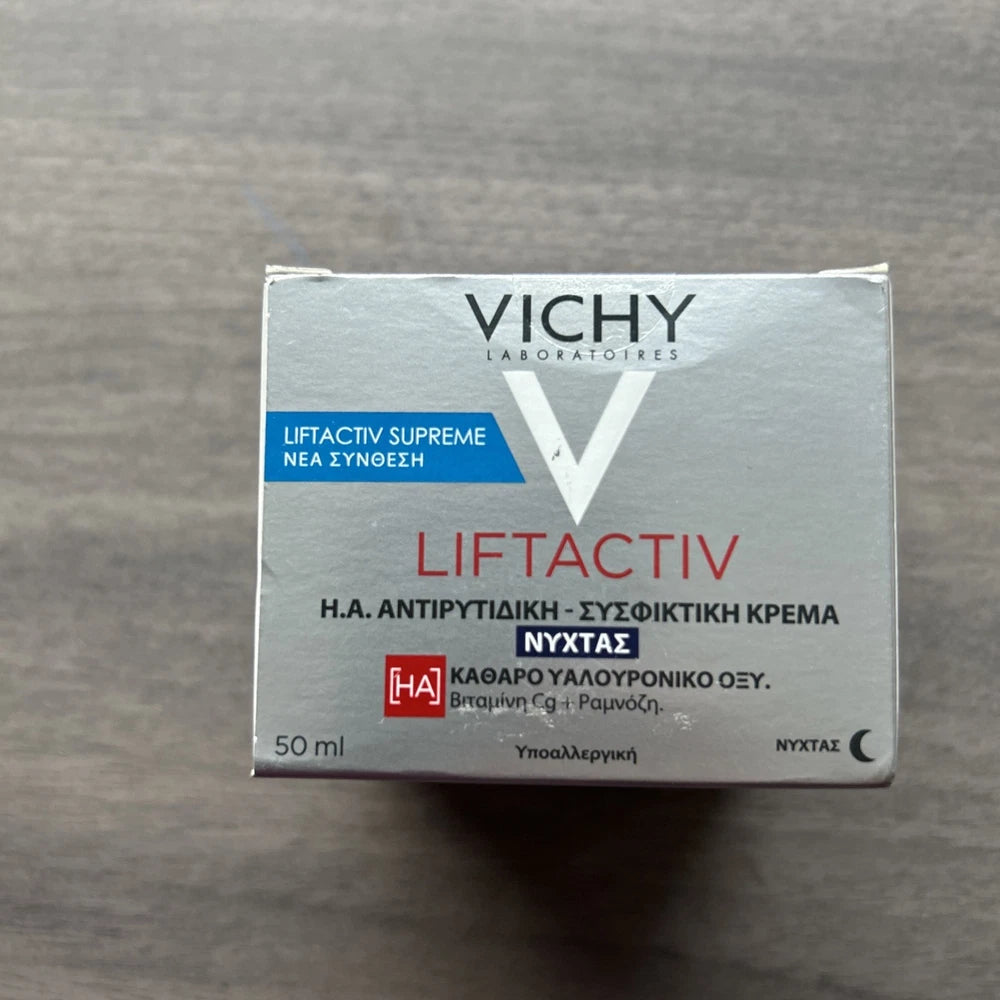 VICHY
LABORATOIRES
LIFTACTIV SUPREME
ΝΕΑ ΣΥΝΘΕΣΗ
LIFTACTIV
H.A. ΑΝΤΙΡΥΤΙΔΙΚΗ - ΣΥΣΦΙΚΤΙΚΗ ΚΡΕΜΑ
ΝΥΧΤΑΣ
[HA] ΚΑΘΑΡΟ ΥΑΛΟΥΡΟΝΙΚΟ ΟΞΥ.
Βιταμίνη Cg + Ραμνόζη.
50 ml
Υποαλλεργική
ΝΥΧΤΑΣ